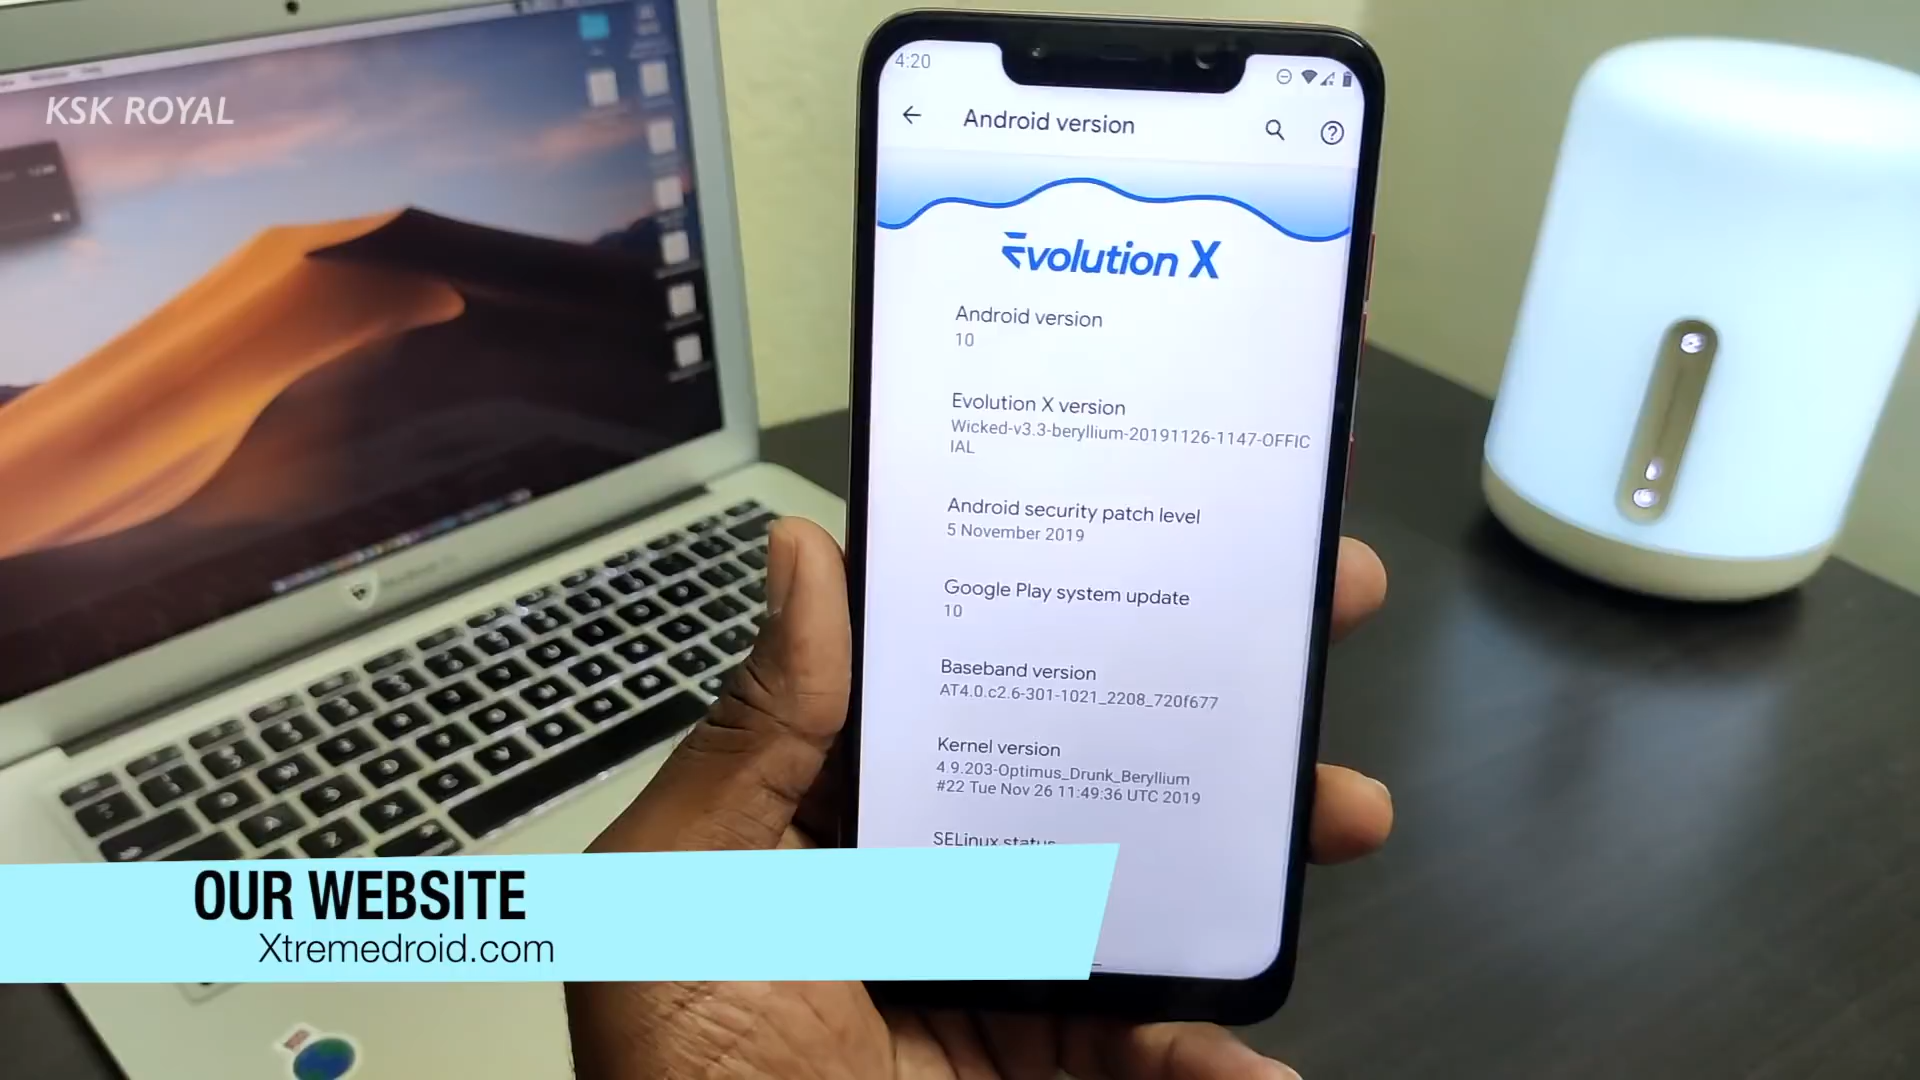 KSK ROYAL
4:20
Android version
Evolution X
Android version
10
Evolution X version
Wicked-v3.3-beryllium-20191126-1147-OFFIC
IAL
Android security patch level
5 November 2019
Google Play system update
10
Baseband version
AT4.0.c2.6-301-1021_2208_720f677
Kernel version
4.9.203-Optimus_Drunk_Beryllium
#22 Tue Nov 26 11:49:36 UTC 2019
SELinux status
OUR WEBSITE
Xtremedroid.com